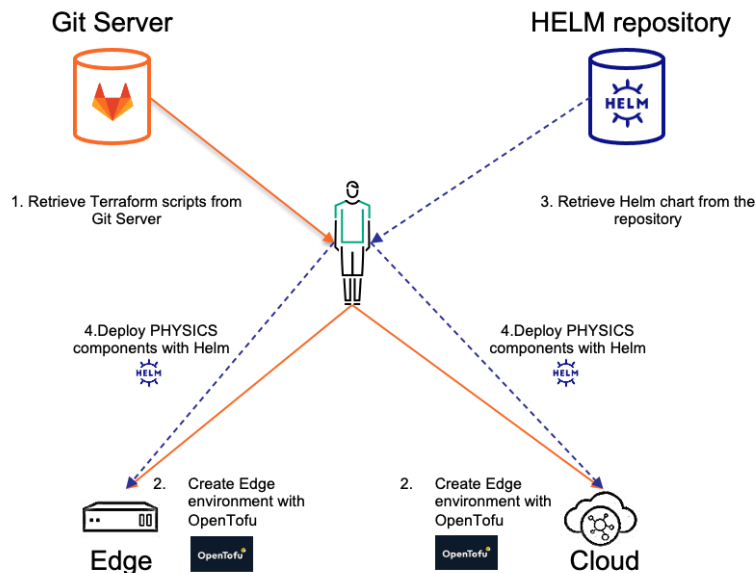 Git Server
HELM repository
HELM
1. Retrieve Terraform scripts from
Git Server
3. Retrieve Helm chart from the
repository
4.Deploy PHYSICS
components with Helm
HELM
4.Deploy PHYSICS
components with Helm
HELM
2. Create Edge
environment with
OpenTofu
OpenTofu
Edge
2. Create Edge
environment with
OpenTofu
OpenTofu
Cloud